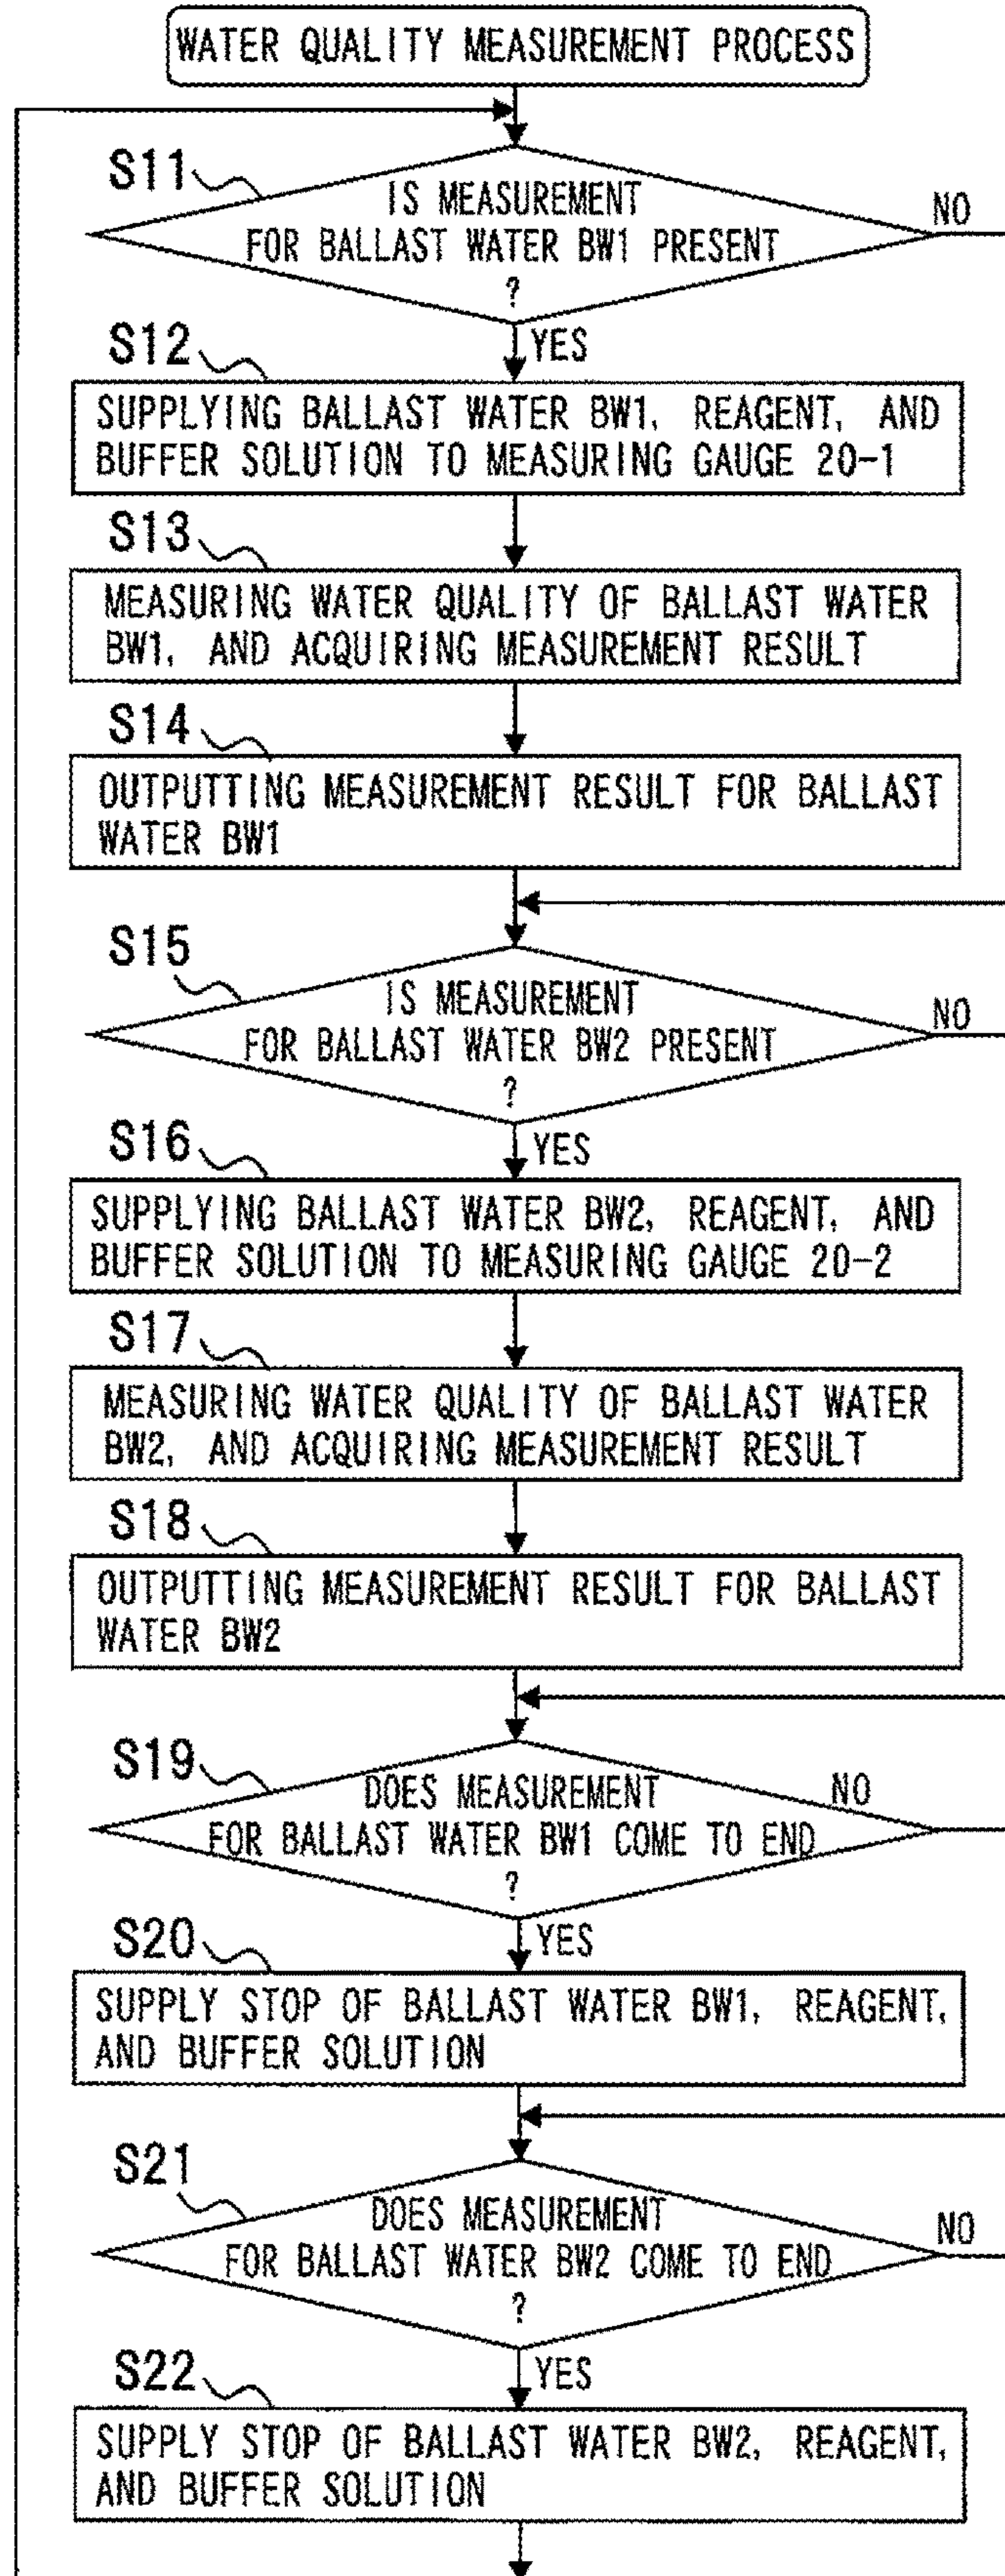 WATER QUALITY MEASUREMENT PROCESS
S11
IS MEASUREMENT
FOR BALLAST WATER BW1 PRESENT
?
NO
YES
S12
SUPPLYING BALLAST WATER BW1, REAGENT, AND
BUFFER SOLUTION TO MEASURING GAUGE 20-1
S13
MEASURING WATER QUALITY OF BALLAST WATER
BW1, AND ACQUIRING MEASUREMENT RESULT
S14
OUTPUTTING MEASUREMENT RESULT FOR BALLAST
WATER BW1
S15
IS MEASUREMENT
FOR BALLAST WATER BW2 PRESENT
?
NO
YES
S16
SUPPLYING BALLAST WATER BW2, REAGENT, AND
BUFFER SOLUTION TO MEASURING GAUGE 20-2
S17
MEASURING WATER QUALITY OF BALLAST WATER
BW2, AND ACQUIRING MEASUREMENT RESULT
S18
OUTPUTTING MEASUREMENT RESULT FOR BALLAST
WATER BW2
S19
DOES MEASUREMENT
FOR BALLAST WATER BW1 COME TO END
?
NO
YES
S20
SUPPLY STOP OF BALLAST WATER BW1, REAGENT,
AND BUFFER SOLUTION
S21
DOES MEASUREMENT
FOR BALLAST WATER BW2 COME TO END
?
NO
YES
S22
SUPPLY STOP OF BALLAST WATER BW2, REAGENT,
AND BUFFER SOLUTION